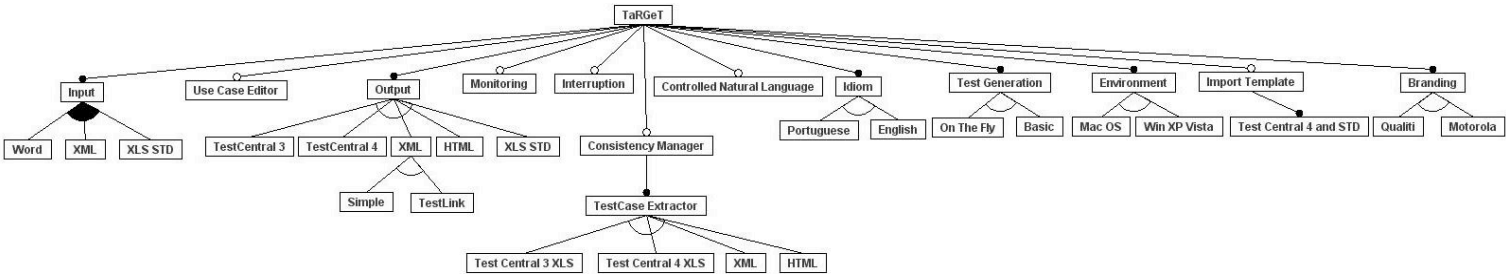 TaRGeT
Input
Use Case Editor
Output
Monitoring
Interruption
Controlled Natural Language
Idiom
Test Generation
Environment
Import Template
Branding
Word
XML
XLS STD
TestCentral 3
TestCentral 4
XML
HTML
XLS STD
Consistency Manager
Portuguese
English
On The Fly
Basic
Mac OS
Win XP Vista
Test Central 4 and STD
Qualiti
Motorola
Simple
TestLink
TestCase Extractor
Test Central 3 XLS
Test Central 4 XLS
XML
HTML